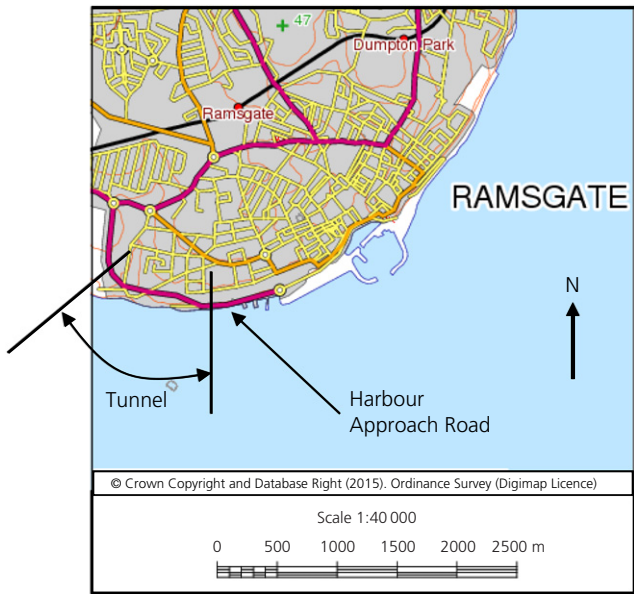 47
Dumpton Park
Ramsgate
RAMSGATE
N
Tunnel
Harbour
Approach Road
© Crown Copyright and Database Right (2015). Ordinance Survey (Digimap Licence)
Scale 1:40 000
0 500 1000 1500 2000 2500 m